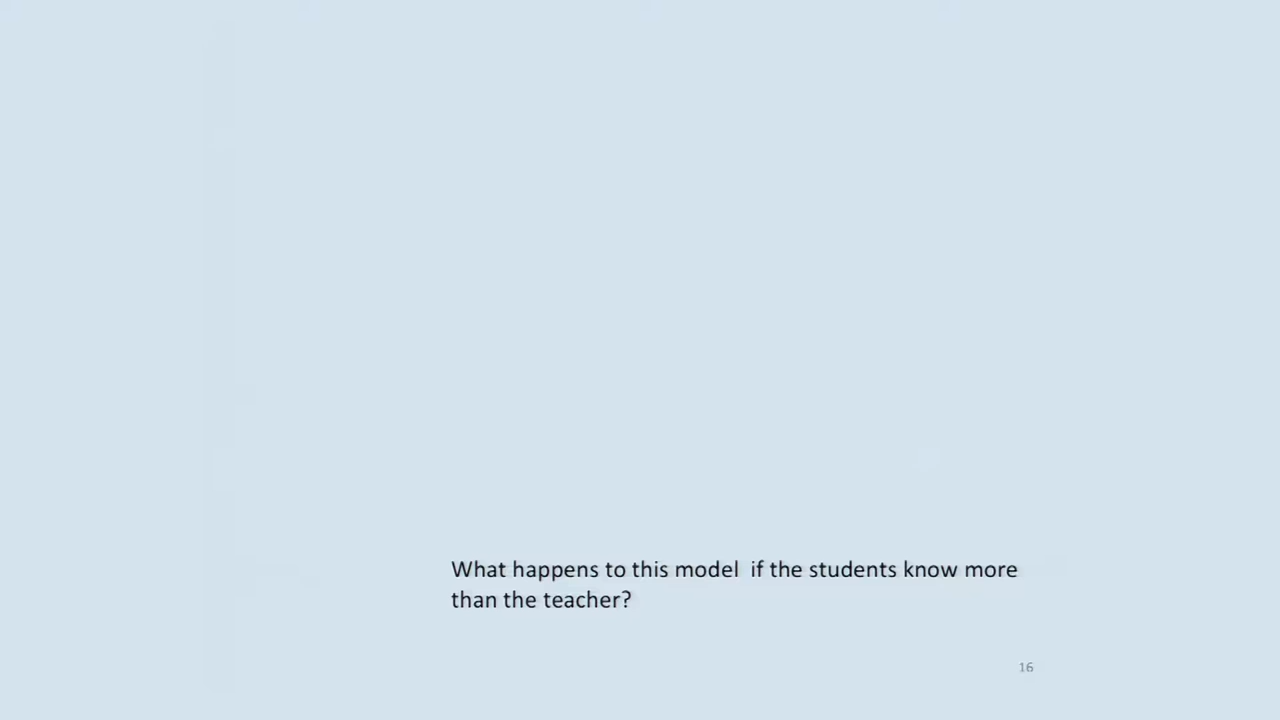 What happens to this model  if the students know more
than the teacher?
16